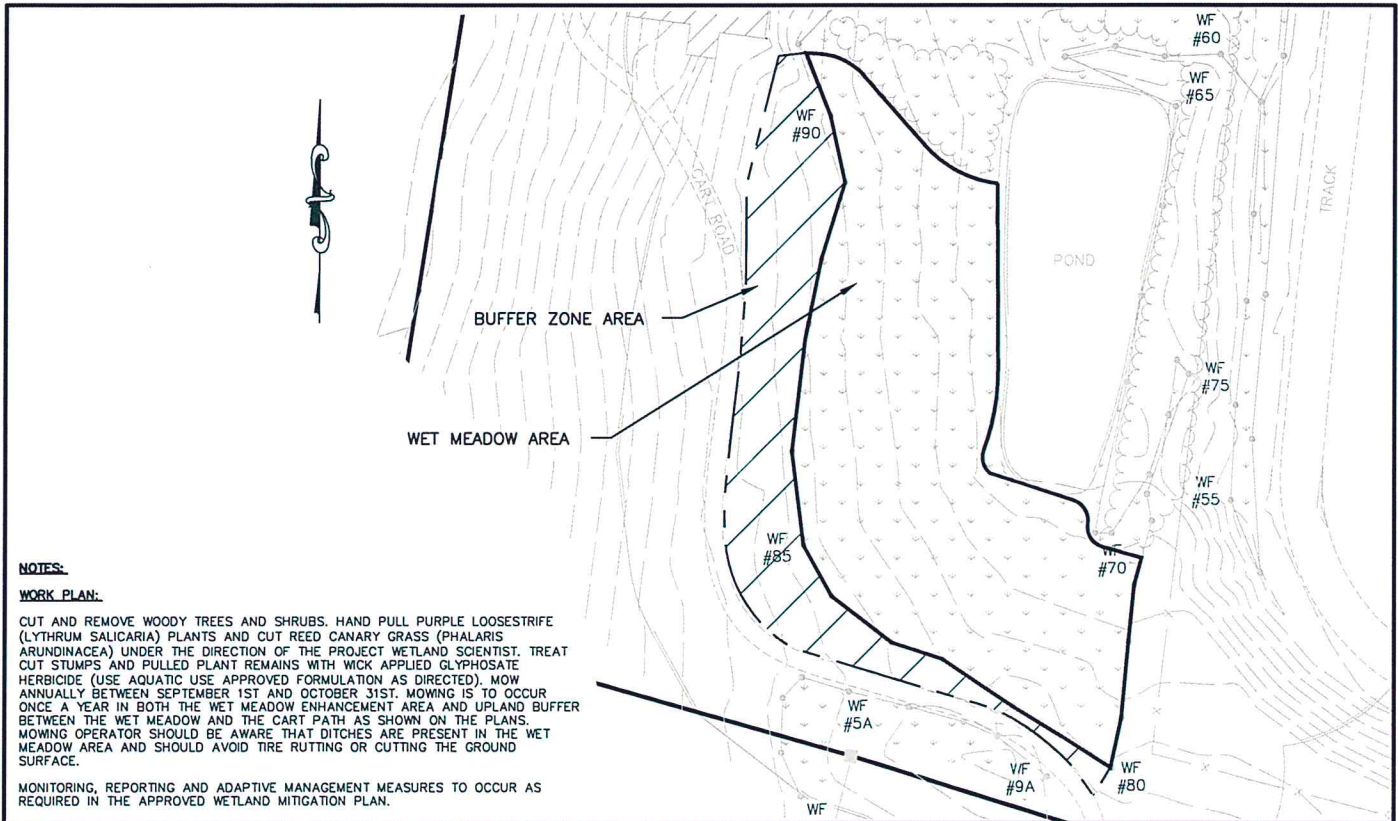 WF
#60
WF
#65
WF
#90
CART ROAD
TRACK
POND
BUFFER ZONE AREA
WF
#75
WET MEADOW AREA
WF
#55
WF
#85
WF
#70
NOTES:
WORK PLAN:
CUT AND REMOVE WOODY TREES AND SHRUBS. HAND PULL PURPLE LOOSESTRIFE
(LYTHRUM SALICARIA) PLANTS AND CUT REED CANARY GRASS (PHALARIS
ARUNDINACEA) UNDER THE DIRECTION OF THE PROJECT WETLAND SCIENTIST. TREAT
CUT STUMPS AND PULLED PLANT REMAINS WITH WICK APPLIED GLYPHOSATE
HERBICIDE (USE AQUATIC USE APPROVED FORMULATION AS DIRECTED). MOW
ANNUALLY BETWEEN SEPTEMBER 1ST AND OCTOBER 31ST. MOWING IS TO OCCUR
ONCE A YEAR IN BOTH THE WET MEADOW ENHANCEMENT AREA AND UPLAND BUFFER
BETWEEN THE WET MEADOW AND THE CART PATH AS SHOWN ON THE PLANS.
MOWING OPERATOR SHOULD BE AWARE THAT DITCHES ARE PRESENT IN THE WET
MEADOW AREA AND SHOULD AVOID TIRE RUTTING OR CUTTING THE GROUND
SURFACE.
MONITORING, REPORTING AND ADAPTIVE MANAGEMENT MEASURES TO OCCUR AS
REQUIRED IN THE APPROVED WETLAND MITIGATION PLAN.
WF
#5A
WF
#9A
WF
#80
WF